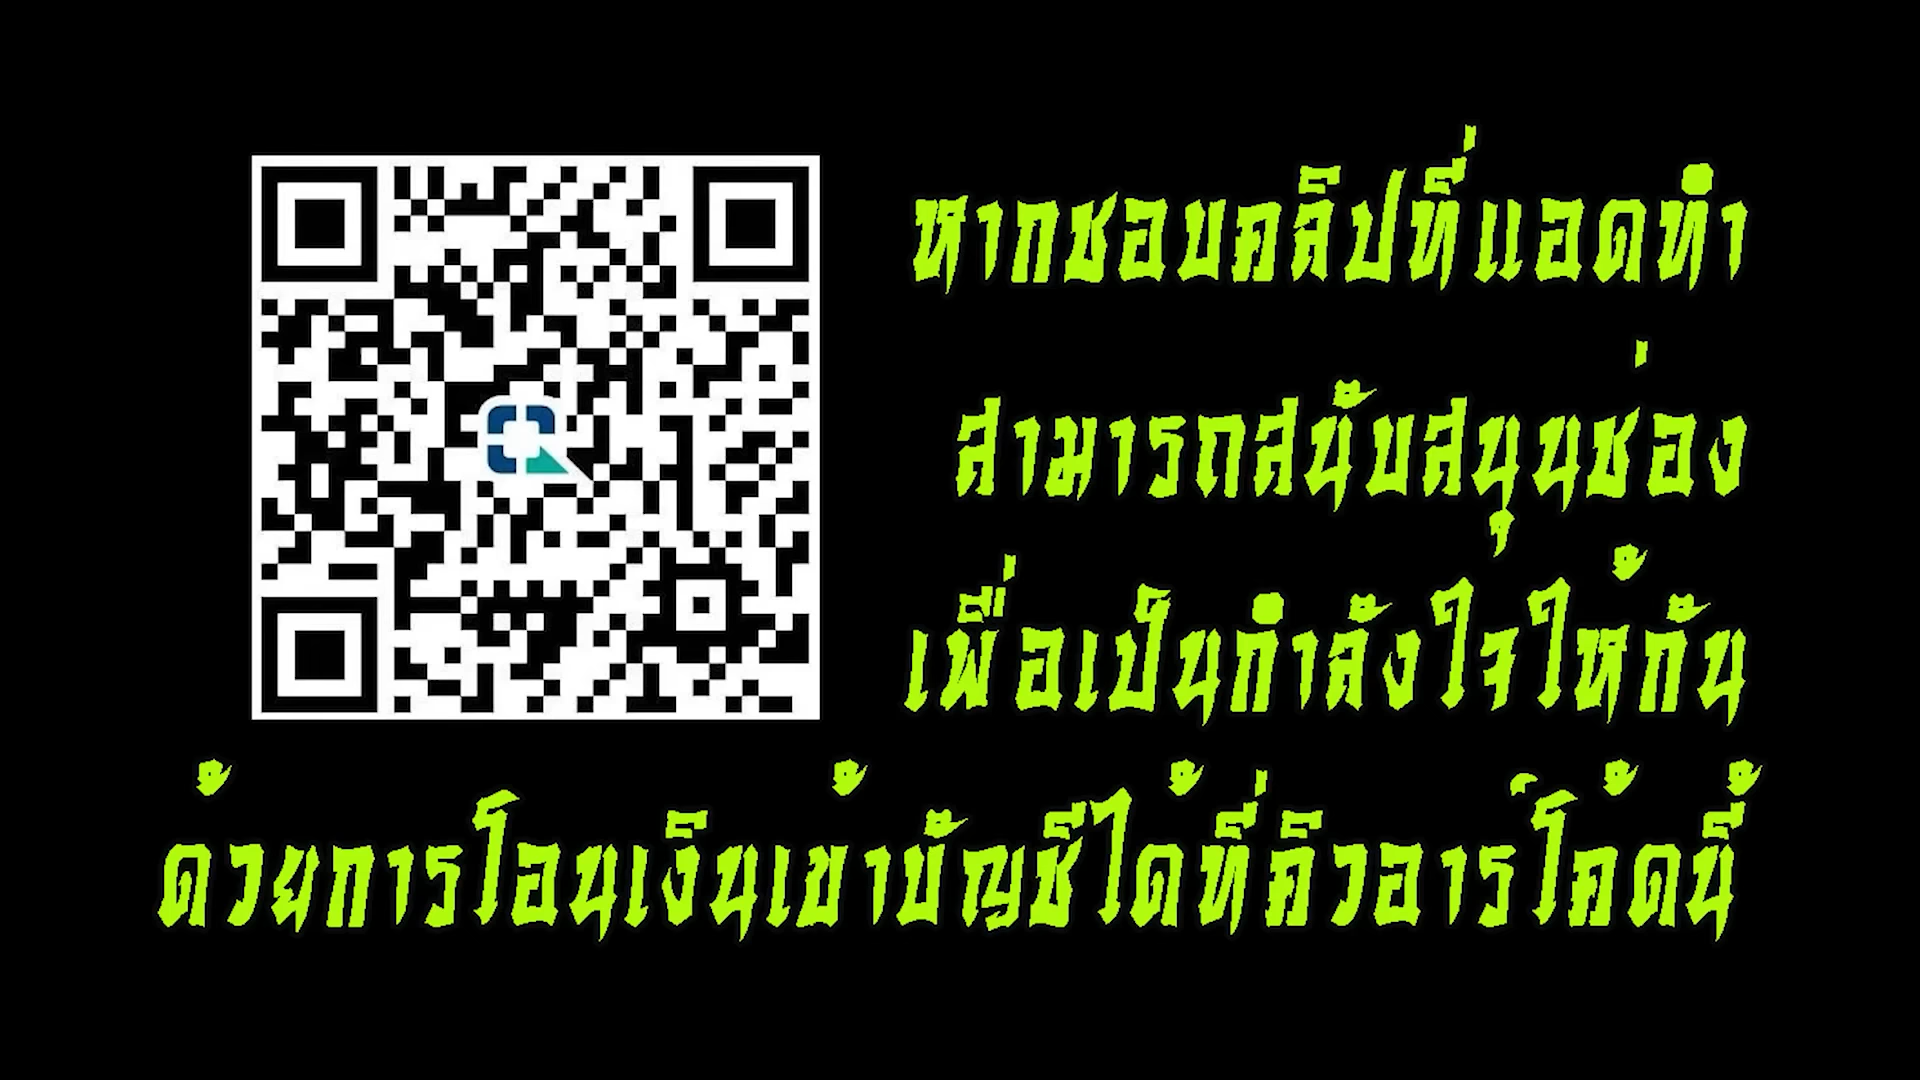 หากชอบคลิปที่แอดทำ
สามารถสนับสนุนช่อง
เพื่อเป็นกำลังใจให้กัน
ด้วยการโอนเงินเข้าบัญชีได้ที่คิวอาร์โค้ดนี้